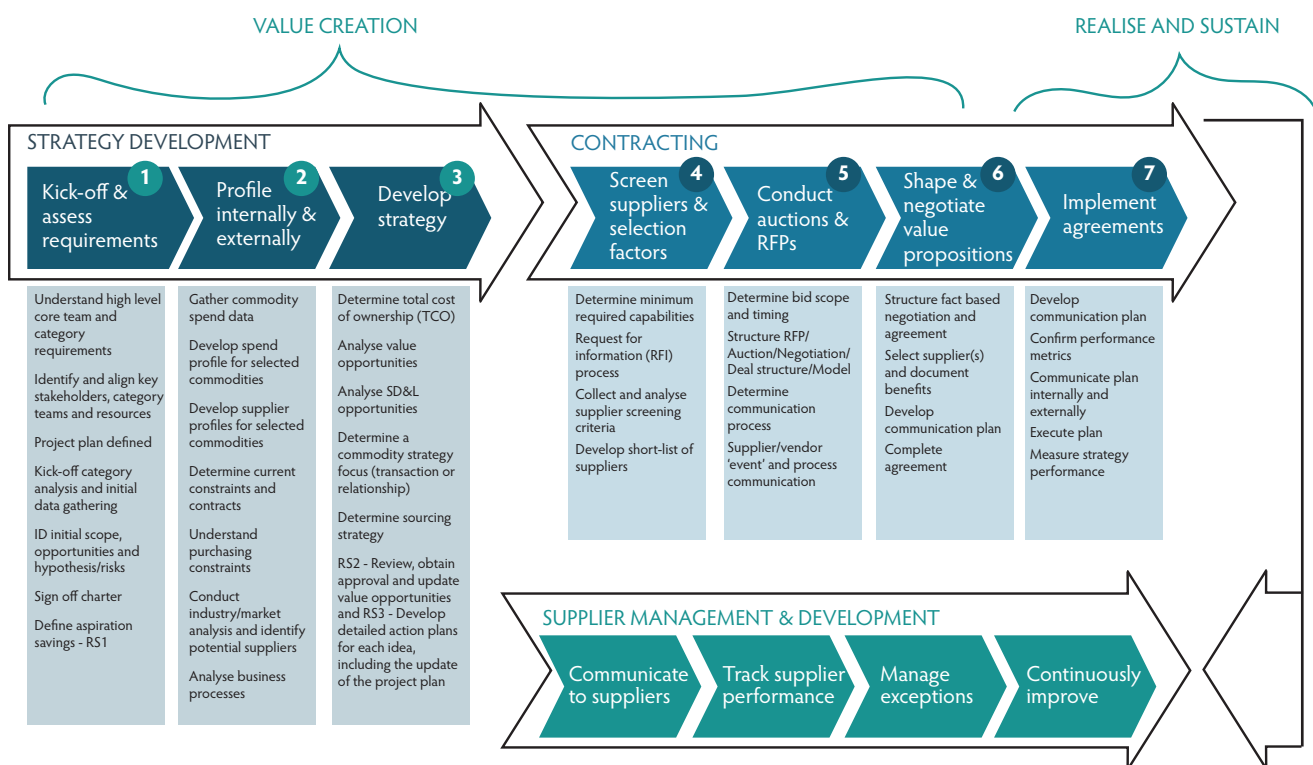 VALUE CREATION
REALISE AND SUSTAIN
STRATEGY DEVELOPMENT
1
Kick-off &
assess
requirements
2
Profile
internally &
externally
3
Develop
strategy
CONTRACTING
4
Screen
suppliers &
selection
factors
5
Conduct
auctions &
RFPs
6
Shape &
negotiate
value
propositions
7
Implement
agreements
Understand high level
core team and
category
requirements
Identify and align key
stakeholders, category
teams and resources
Project plan defined
Kick-off category
analysis and initial
data gathering
ID initial scope,
opportunities and
hypothesis/risks
Sign off charter
Define aspiration
savings - RS1
Gather commodity
spend data
Develop spend
profile for selected
commodities
Develop supplier
profiles for selected
commodities
Determine current
constraints and
contracts
Understand
purchasing
constraints
Conduct
industry/market
analysis and identify
potential suppliers
Analyse business
processes
Determine total cost
of ownership (TCO)
Analyse value
opportunities
Analyse SD&L
opportunities
Determine a
commodity strategy
focus (transaction or
relationship)
Determine sourcing
strategy
RS2 - Review, obtain
approval and update
value opportunities
and RS3 - Develop
detailed action plans
for each idea,
including the update
of the project plan
Determine minimum
required capabilities
Request for
information (RFI)
process
Collect and analyse
supplier screening
criteria
Develop short-list of
suppliers
Determine bid scope
and timing
Structure RFP/
Auction/Negotiation/
Deal structure/Model
Determine
communication
process
Supplier/vendor
'event' and process
communication
Structure fact based
negotiation and
agreement
Select supplier(s)
and document
benefits
Develop
communication plan
Complete
agreement
Develop
communication plan
Confirm performance
metrics
Communicate plan
internally and
externally
Execute plan
Measure strategy
performance
SUPPLIER MANAGEMENT & DEVELOPMENT
Communicate
to suppliers
Track supplier
performance
Manage
exceptions
Continuously
improve